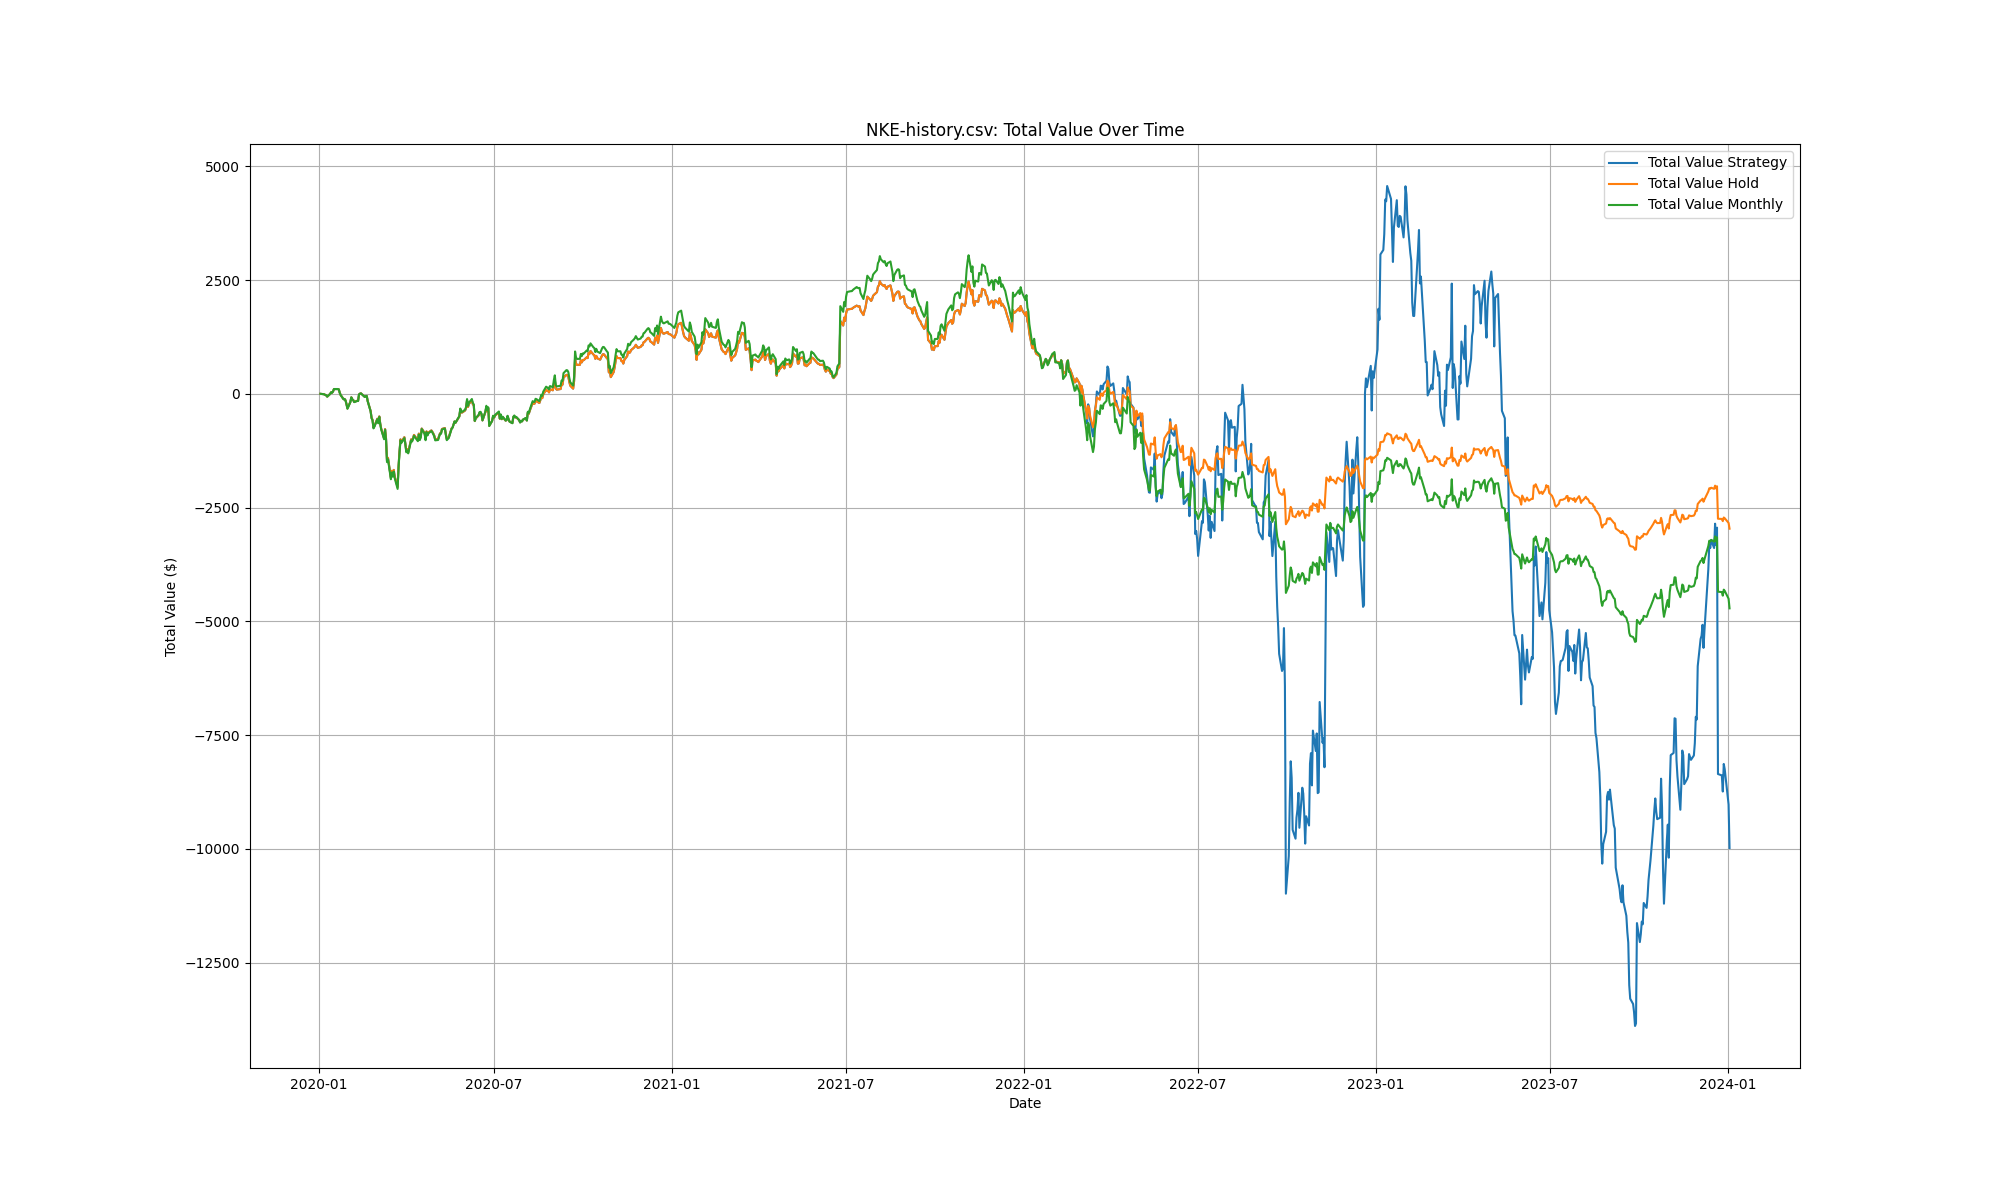 NKE-history.csv: Total Value Over Time
Total Value Strategy
Total Value Hold
Total Value Monthly
Total Value ($)
5000
2500
0
−2500
−5000
−7500
−10000
−12500
2020-01
2020-07
2021-01
2021-07
2022-01
2022-07
2023-01
2023-07
2024-01
Date